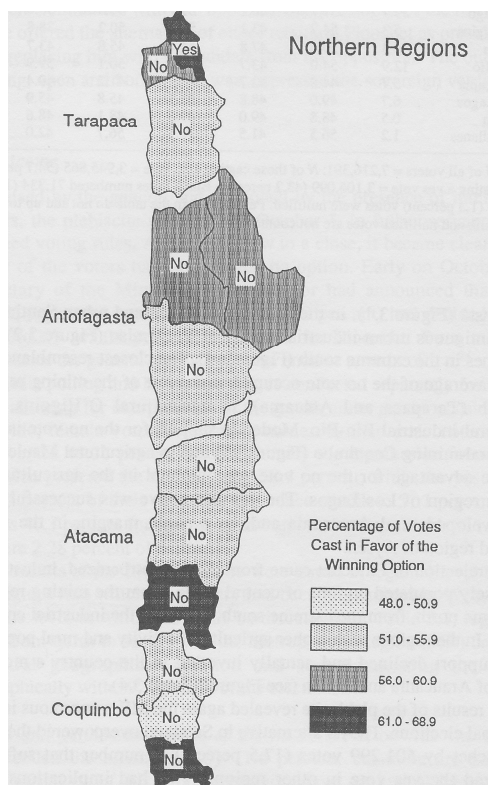 Northern Regions
Yes
No
Tarapaca
No
No
No
Antofagasta
No
No
Atacama
No
No
Percentage of Votes
Cast in Favor of the
Winning Option
48.0 - 50.9
51.0 - 55.9
56.0 - 60.9
61.0 - 68.9
No
Coquimbo
No
No